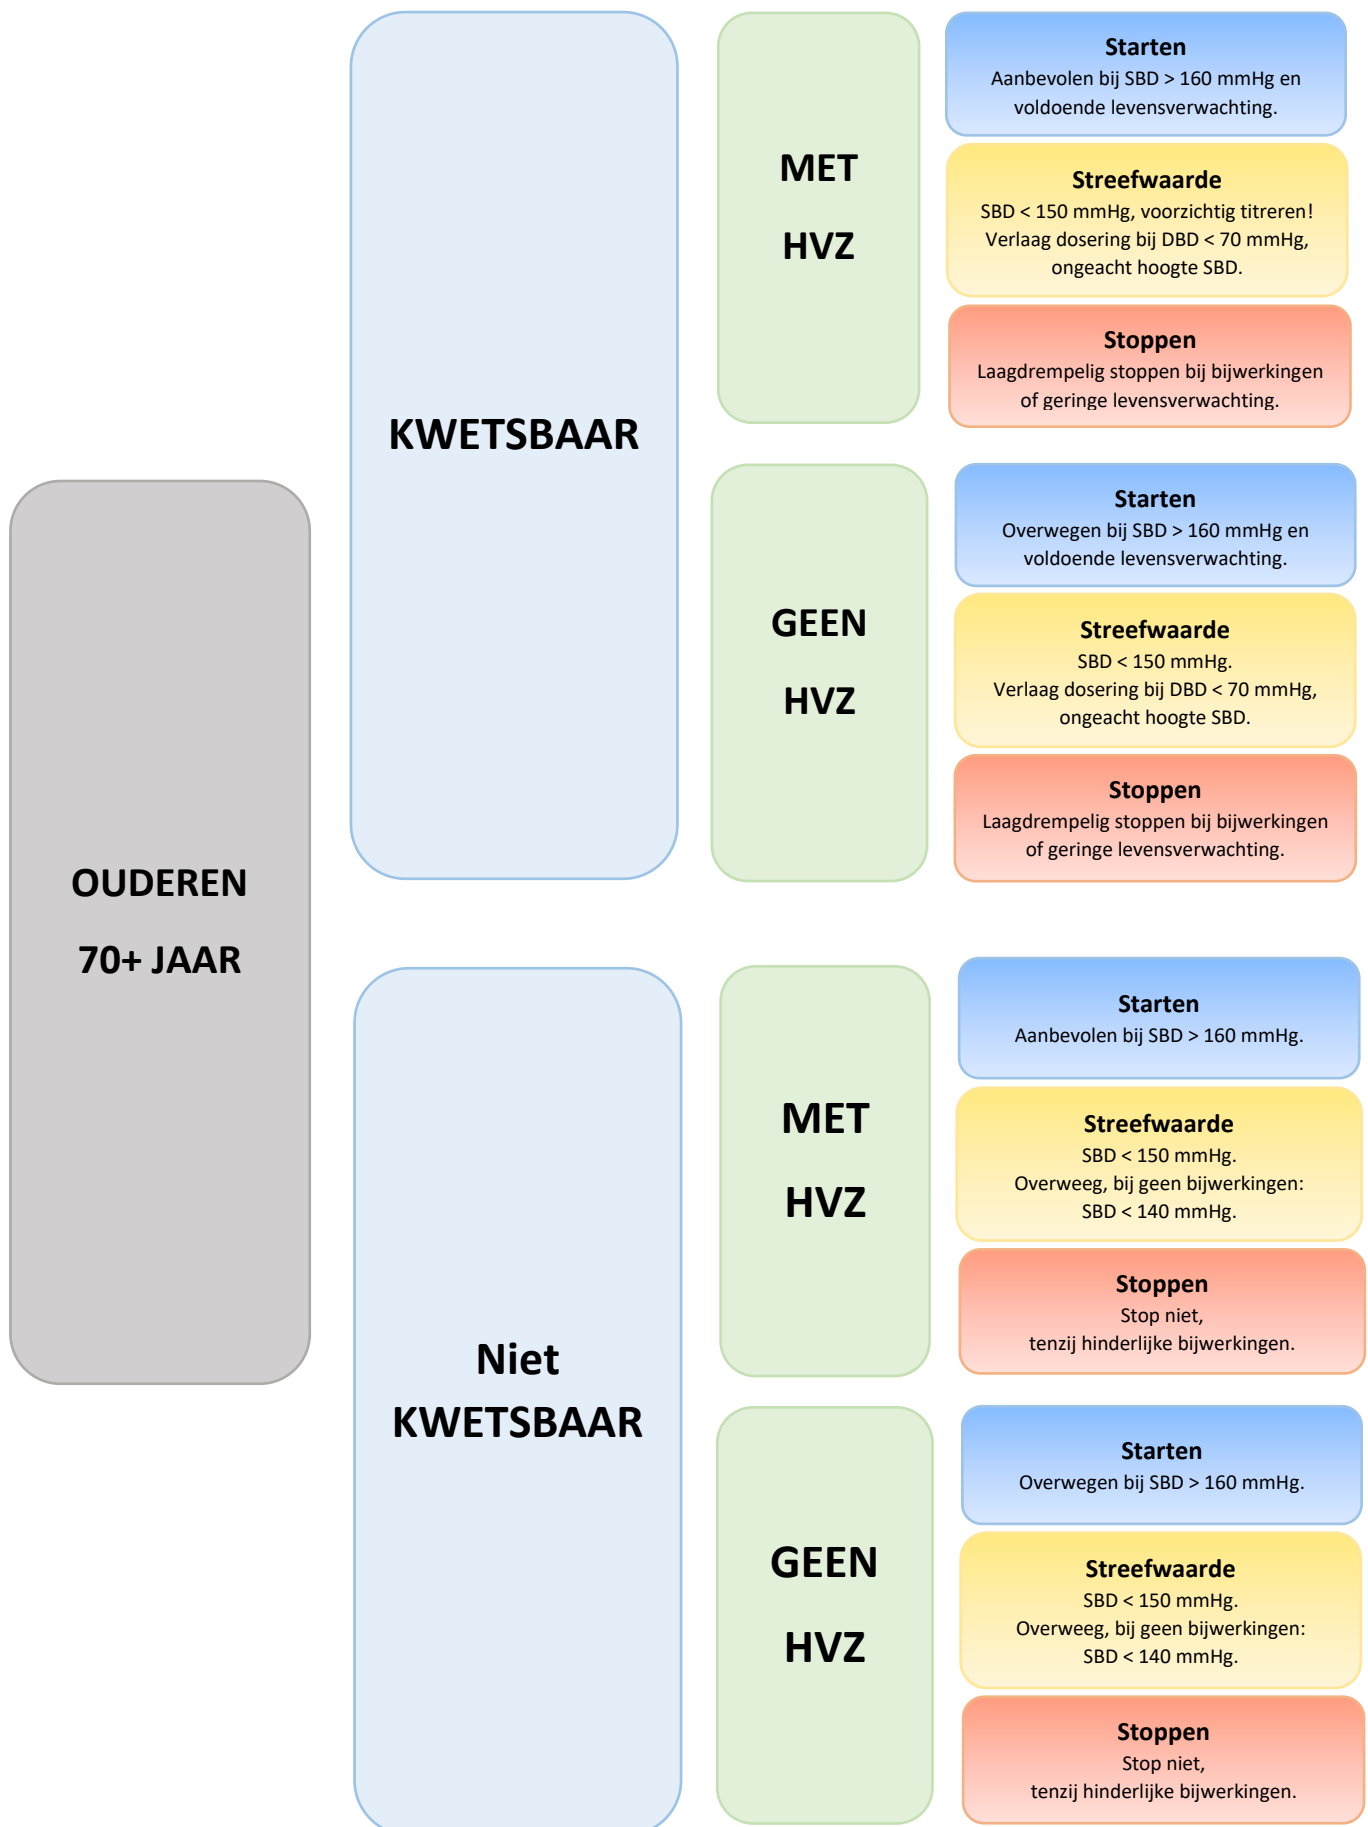 OUDEREN
70+ JAAR
KWETSBAAR
MET
HVZ
Starten
Aanbevolen bij SBD > 160 mmHg en
voldoende levensverwachting.
Streefwaarde
SBD < 150 mmHg, voorzichtig titreren!
Verlaag dosering bij DBD < 70 mmHg,
ongeacht hoogte SBD.
Stoppen
Laagdrempelig stoppen bij bijwerkingen
of geringe levensverwachting.
GEEN
HVZ
Starten
Overwegen bij SBD > 160 mmHg en
voldoende levensverwachting.
Streefwaarde
SBD < 150 mmHg.
Verlaag dosering bij DBD < 70 mmHg,
ongeacht hoogte SBD.
Stoppen
Laagdrempelig stoppen bij bijwerkingen
of geringe levensverwachting.
Niet
KWETSBAAR
MET
HVZ
Starten
Aanbevolen bij SBD > 160 mmHg.
Streefwaarde
SBD < 150 mmHg.
Overweeg, bij geen bijwerkingen:
SBD < 140 mmHg.
Stoppen
Stop niet,
tenzij hinderlijke bijwerkingen.
GEEN
HVZ
Starten
Overwegen bij SBD > 160 mmHg.
Streefwaarde
SBD < 150 mmHg.
Overweeg, bij geen bijwerkingen:
SBD < 140 mmHg.
Stoppen
Stop niet,
tenzij hinderlijke bijwerkingen.